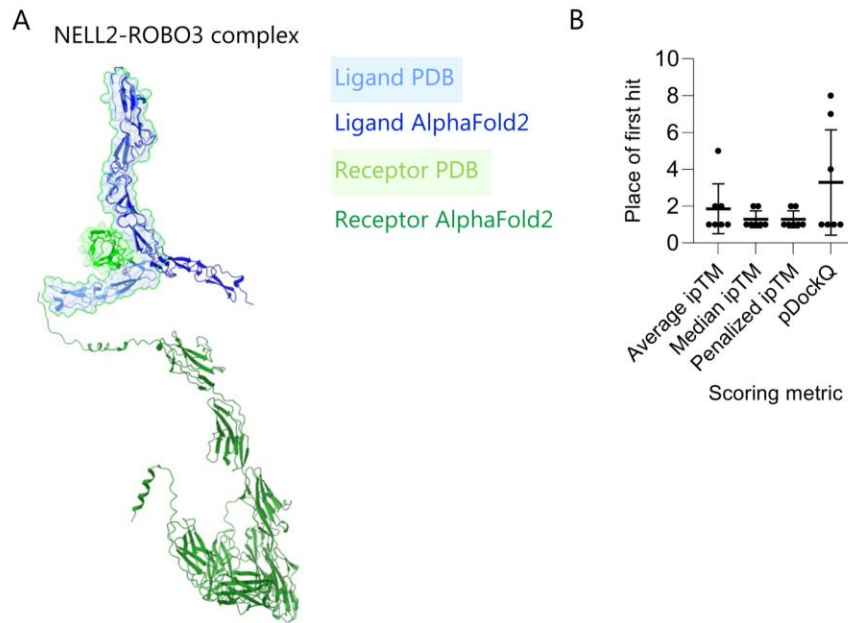 A
NELL2-ROBO3 complex
Ligand PDB
Ligand AlphaFold2
Receptor PDB
Receptor AlphaFold2
B
Place of first hit
10
8
6
4
2
0
Average ipTM
Median ipTM
Penalized ipTM
pDockQ
Scoring metric